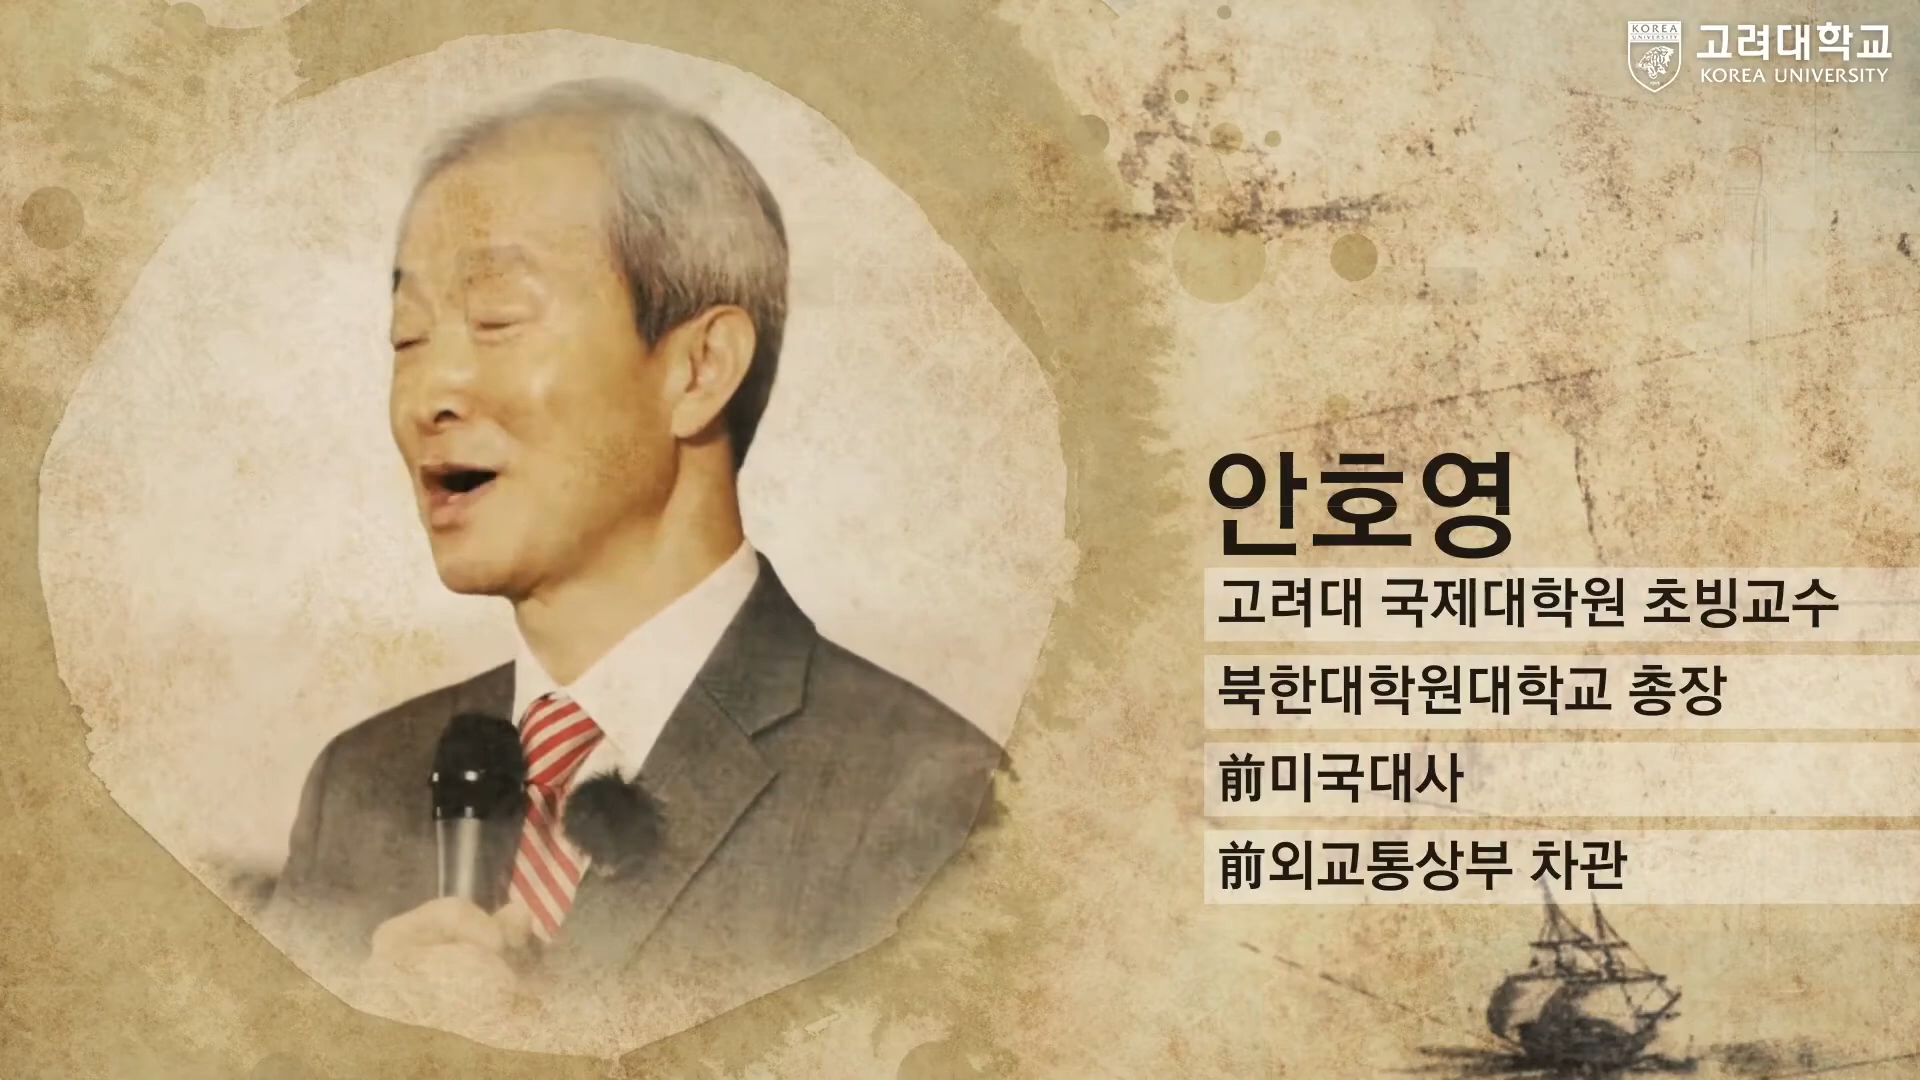 KOREA
UNIVERSITY
고려대학교
KOREA UNIVERSITY
안호영
고려대 국제대학원 초빙교수
북한대학원대학교 총장
前미국대사
前외교통상부 차관